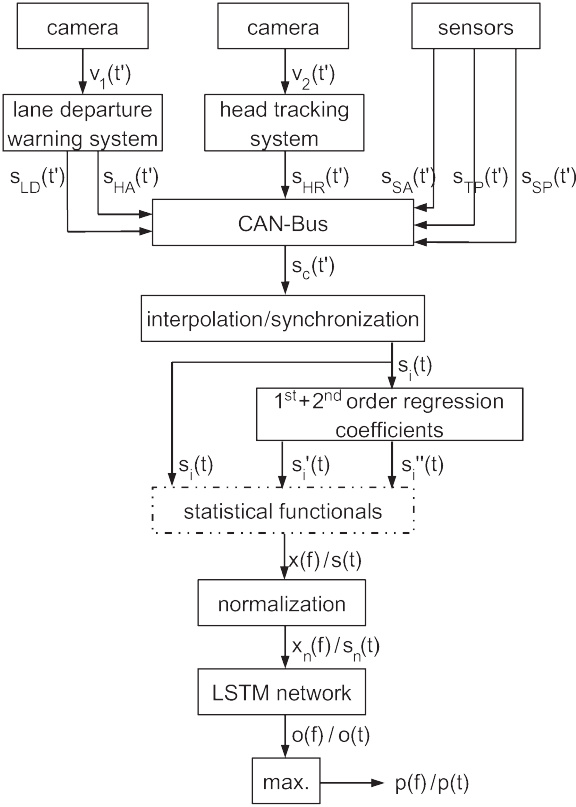 camera
camera
sensors
v1(t')
v2(t')
lane departure
warning system
head tracking
system
sLD(t')
sHA(t')
sHR(t')
sSA(t')
sTP(t')
sSP(t')
CAN-Bus
sc(t')
interpolation/synchronization
si(t)
1st+2nd order regression
coefficients
si(t)
si'(t)
si''(t)
statistical functionals
x(f)/s(t)
normalization
xn(f)/sn(t)
LSTM network
o(f)/o(t)
max.
p(f)/p(t)